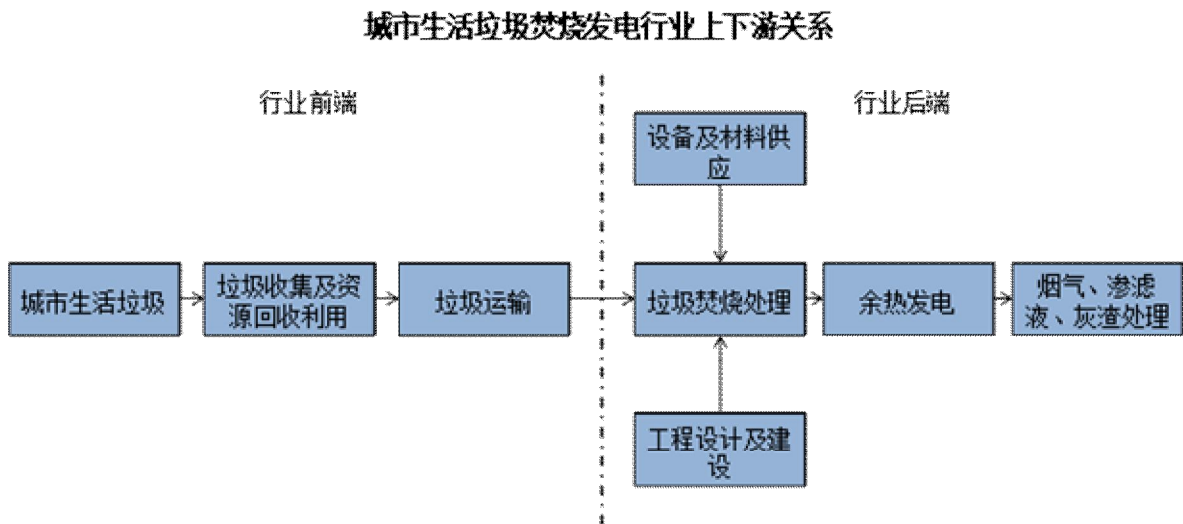 城市生活垃圾焚烧发电行业上下游关系
行业前端
行业后端
设备及材料供
应
城市生活垃圾
垃圾收集及资
源回收利用
垃圾运输
垃圾焚烧处理
余热发电
烟气、渗滤
液、灰渣处理
工程设计及建
设